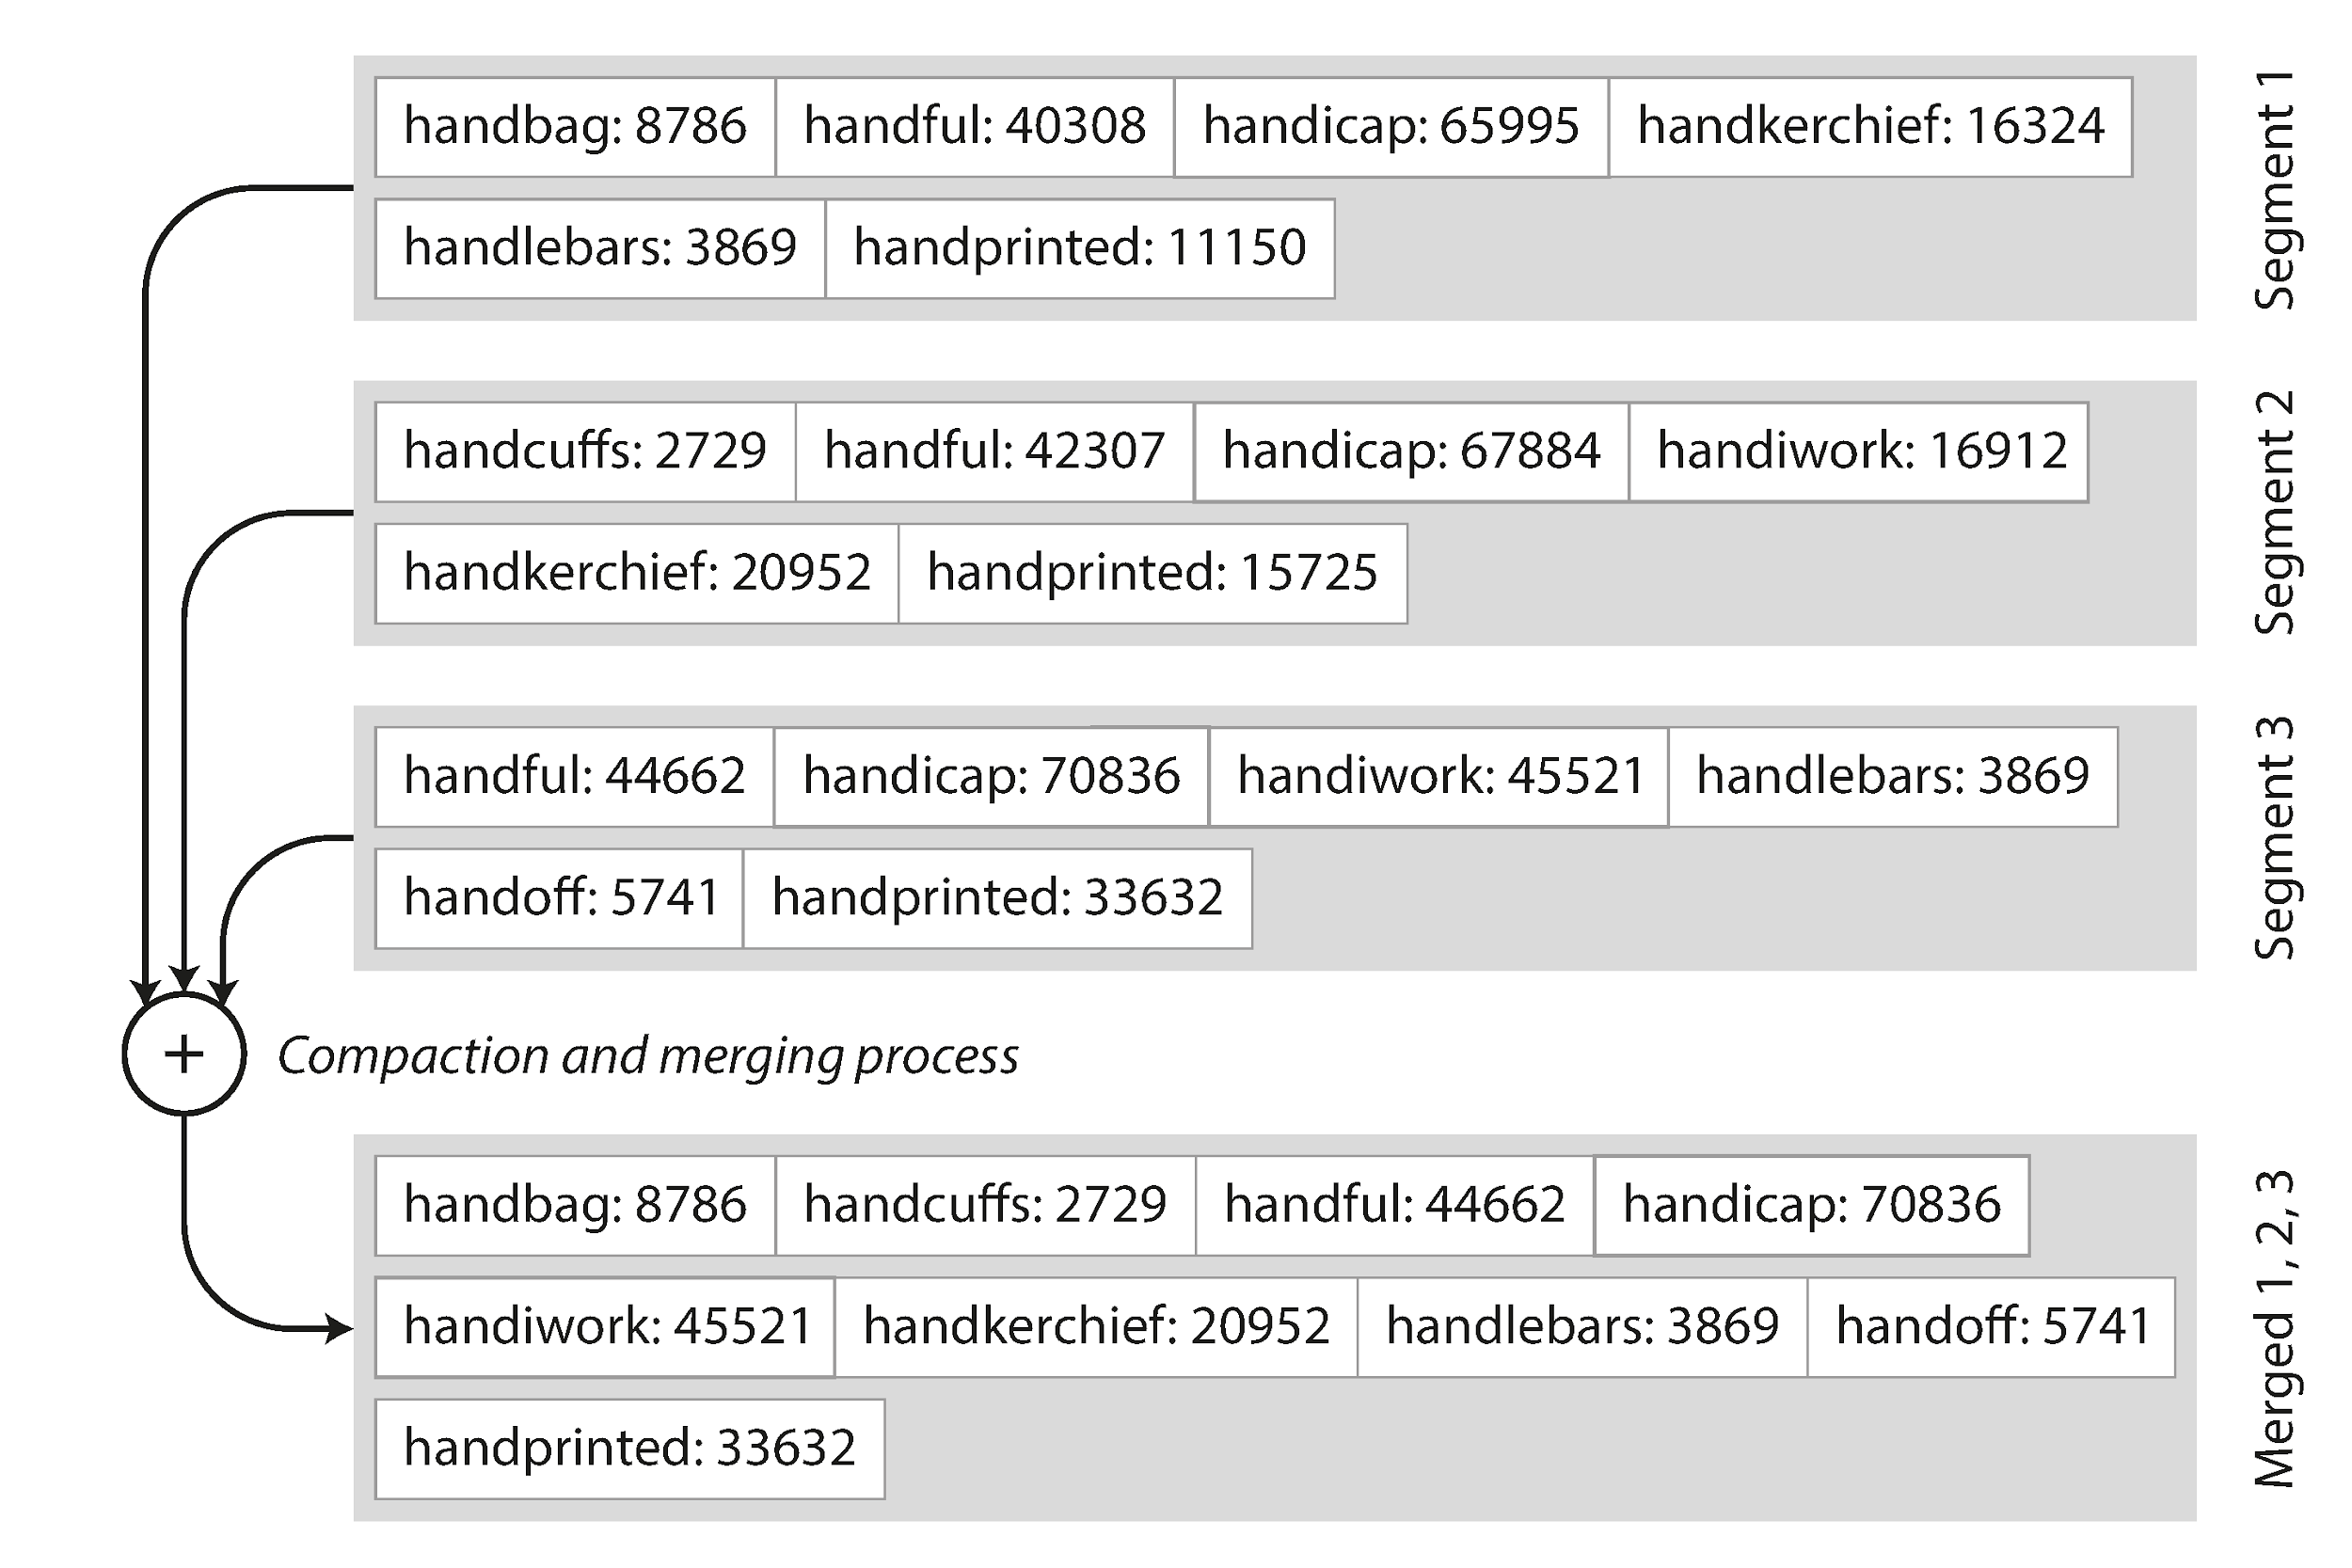 handbag: 8786 handful: 40308 handicap: 65995 handkerchief: 16324
handlebars: 3869 handprinted: 11150
Segment 1
handcuffs: 2729 handful: 42307 handicap: 67884 handiwork: 16912
handkerchief: 20952 handprinted: 15725
Segment 2
handful: 44662 handicap: 70836 handiwork: 45521 handlebars: 3869
handoff: 5741 handprinted: 33632
Segment 3
+ Compaction and merging process
handbag: 8786 handcuffs: 2729 handful: 44662 handicap: 70836
handiwork: 45521 handkerchief: 20952 handlebars: 3869 handoff: 5741
handprinted: 33632
Merged 1, 2, 3